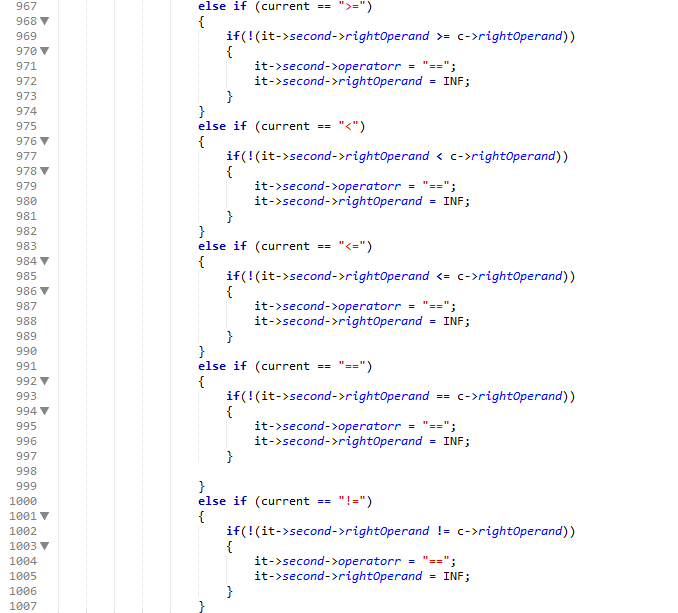 967 else if (current == ">=")
968 {
969 if(!(it->second->rightOperand >= c->rightOperand))
970 {
971 it->second->operatorr = "==";
972 it->second->rightOperand = INF;
973 }
974 }
975 else if (current == "<")
976 {
977 if(!(it->second->rightOperand < c->rightOperand))
978 {
979 it->second->operatorr = "==";
980 it->second->rightOperand = INF;
981 }
982 }
983 else if (current == "<=")
984 {
985 if(!(it->second->rightOperand <= c->rightOperand))
986 {
987 it->second->operatorr = "==";
988 it->second->rightOperand = INF;
989 }
990 }
991 else if (current == "==")
992 {
993 if(!(it->second->rightOperand == c->rightOperand))
994 {
995 it->second->operatorr = "==";
996 it->second->rightOperand = INF;
997 }
998
999 }
1000 else if (current == "!=")
1001 {
1002 if(!(it->second->rightOperand != c->rightOperand))
1003 {
1004 it->second->operatorr = "==";
1005 it->second->rightOperand = INF;
1006 }
1007 }